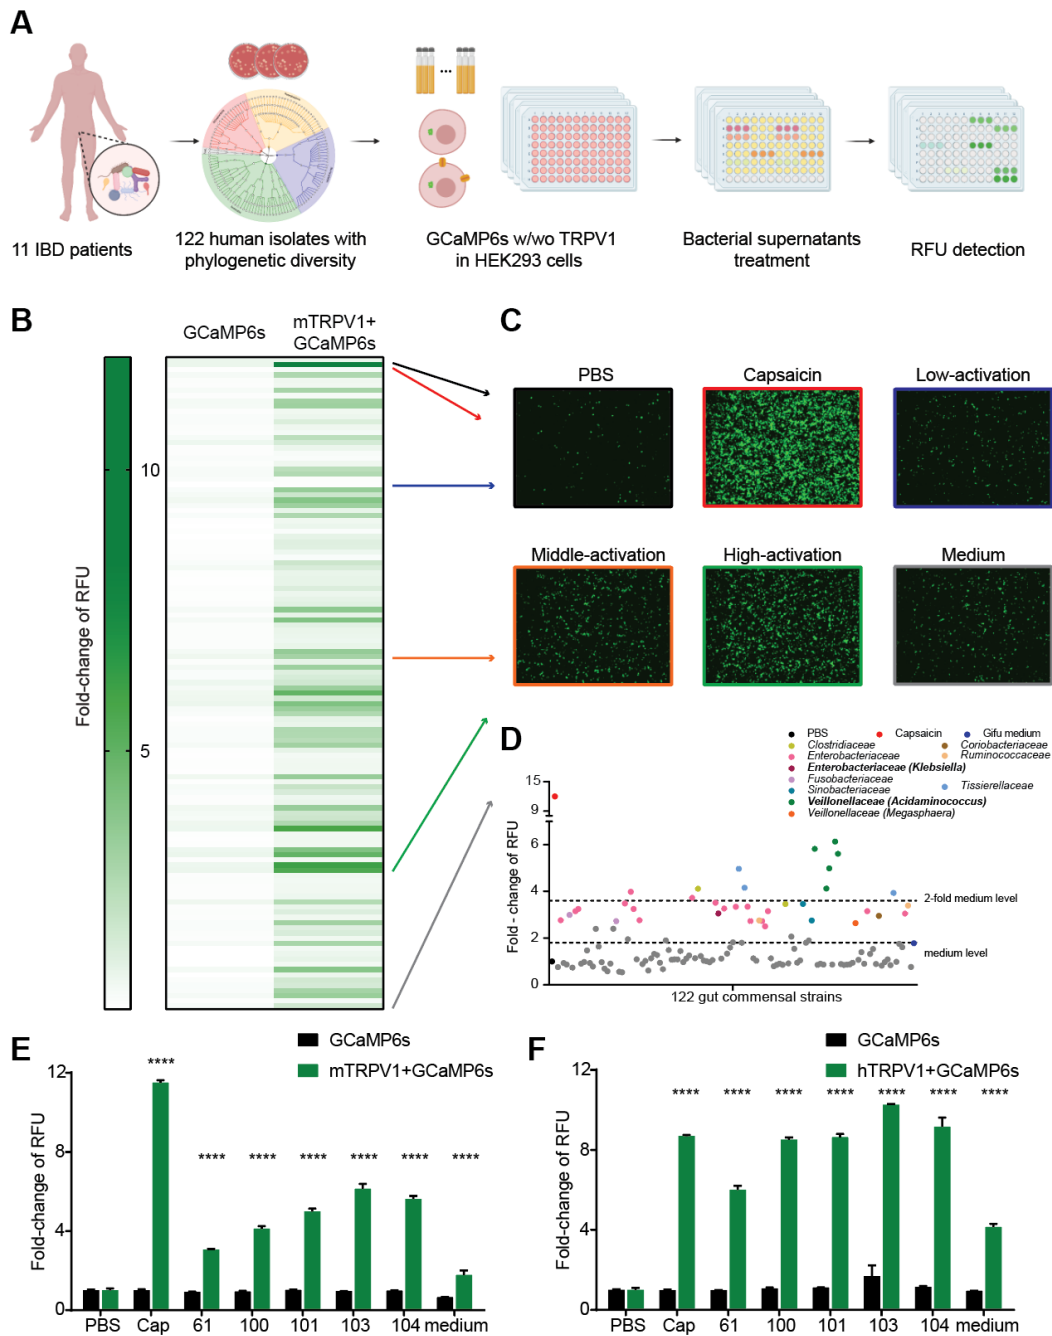 A
11 IBD patients
122 human isolates with
phylogenetic diversity
GCaMP6s w/wo TRPV1
in HEK293 cells
Bacterial supernatants
treatment
RFU detection
B
GCaMP6s
mTRPV1+
GCaMP6s
10
5
Fold-change of RFU
C
PBS
Capsaicin
Low-activation
Middle-activation
High-activation
Medium
D
PBS
Capsaicin
Gifu medium
Clostridiaceae
Coriobacteriaceae
Enterobacteriaceae
Ruminococcaceae
Enterobacteriaceae (Klebsiella)
Fusobacteriaceae
Sinobacteriaceae
Tissierellaceae
Veillonellaceae (Acidaminococcus)
Veillonellaceae (Megasphaera)
15
9
6
4
2
0
Fold - change of RFU
2-fold medium level
medium level
122 gut commensal strains
E
GCaMP6s
mTRPV1+GCaMP6s
12
8
4
0
Fold-change of RFU
****
**** **** **** **** **** ****
PBS Cap 61 100 101 103 104 medium
F
GCaMP6s
hTRPV1+GCaMP6s
12
8
4
0
Fold-change of RFU
**** **** **** **** **** **** ****
PBS Cap 61 100 101 103 104 medium